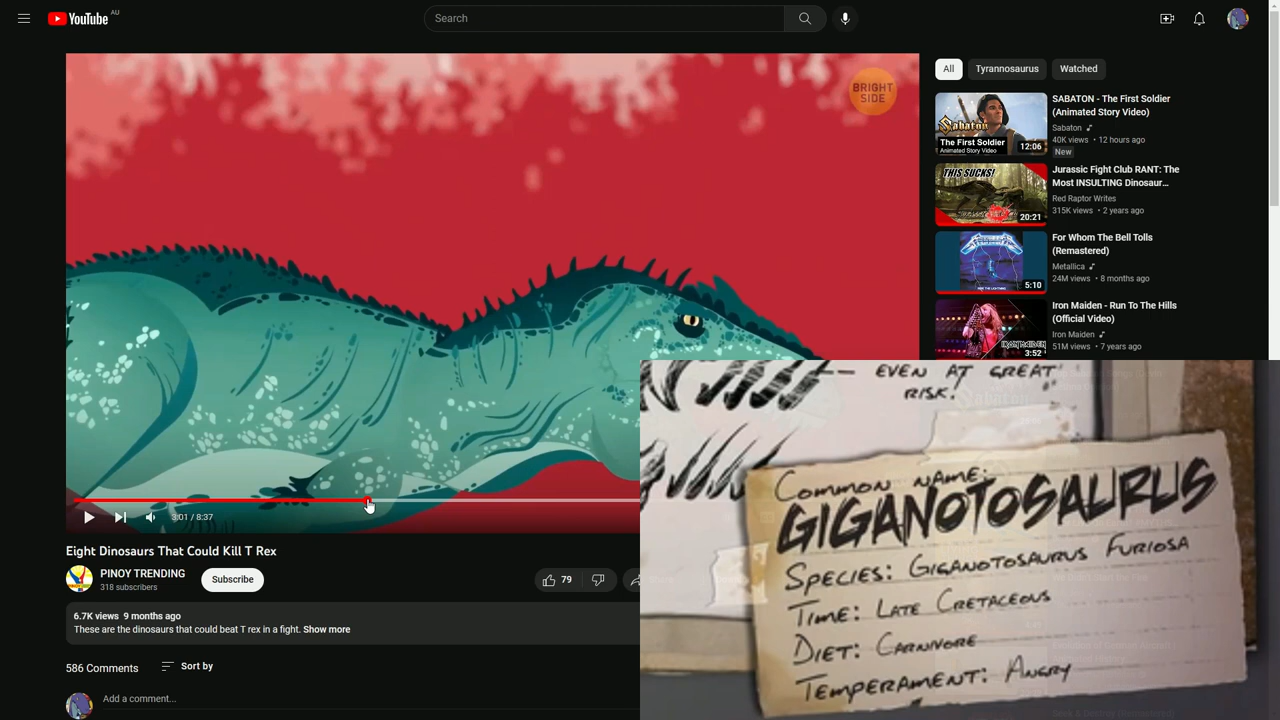 YouTube AU
Search
BRIGHT
SIDE
3:01 / 8:37
Eight Dinosaurs That Could Kill T Rex
PINOY TRENDING
318 subscribers
Subscribe
79
6.7K views 9 months ago
These are the dinosaurs that could beat T rex in a fight. Show more
586 Comments
Sort by
Add a comment...
All
Tyrannosaurus
Watched
Sabaton
The First Soldier
Animated Story Video
12:06
SABATON - The First Soldier
(Animated Story Video)
Sabaton
40K views • 12 hours ago
New
THIS SUCKS!
20:21
Jurassic Fight Club RANT: The
Most INSULTING Dinosaur...
Red Raptor Writes
315K views • 2 years ago
5:10
For Whom The Bell Tolls
(Remastered)
Metallica
24M views • 8 months ago
IRON MAIDEN
3:52
Iron Maiden - Run To The Hills
(Official Video)
Iron Maiden
51M views • 7 years ago
EVEN AT GREAT
RISK.
COMMON NAME:
GIGANOTOSAURUS
SPECIES: GIGANOTOSAURUS FURIOSA
TIME: LATE CRETACEOUS
DIET: CARNIVORE
TEMPERAMENT: ANGRY